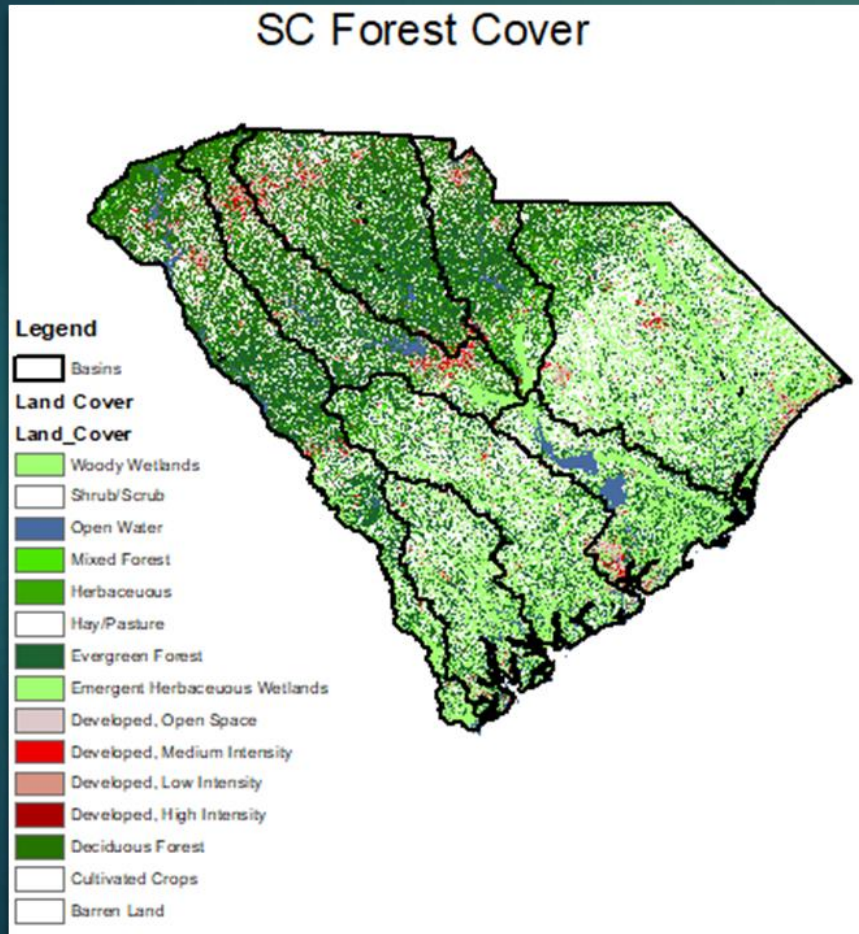 SC Forest Cover
Legend
Basins
Land Cover
Land_Cover
Woody Wetlands
Shrub/Scrub
Open Water
Mixed Forest
Herbaceuous
Hay/Pasture
Evergreen Forest
Emergent Herbaceuous Wetlands
Developed, Open Space
Developed, Medium Intensity
Developed, Low Intensity
Developed, High Intensity
Deciduous Forest
Cultivated Crops
Barren Land